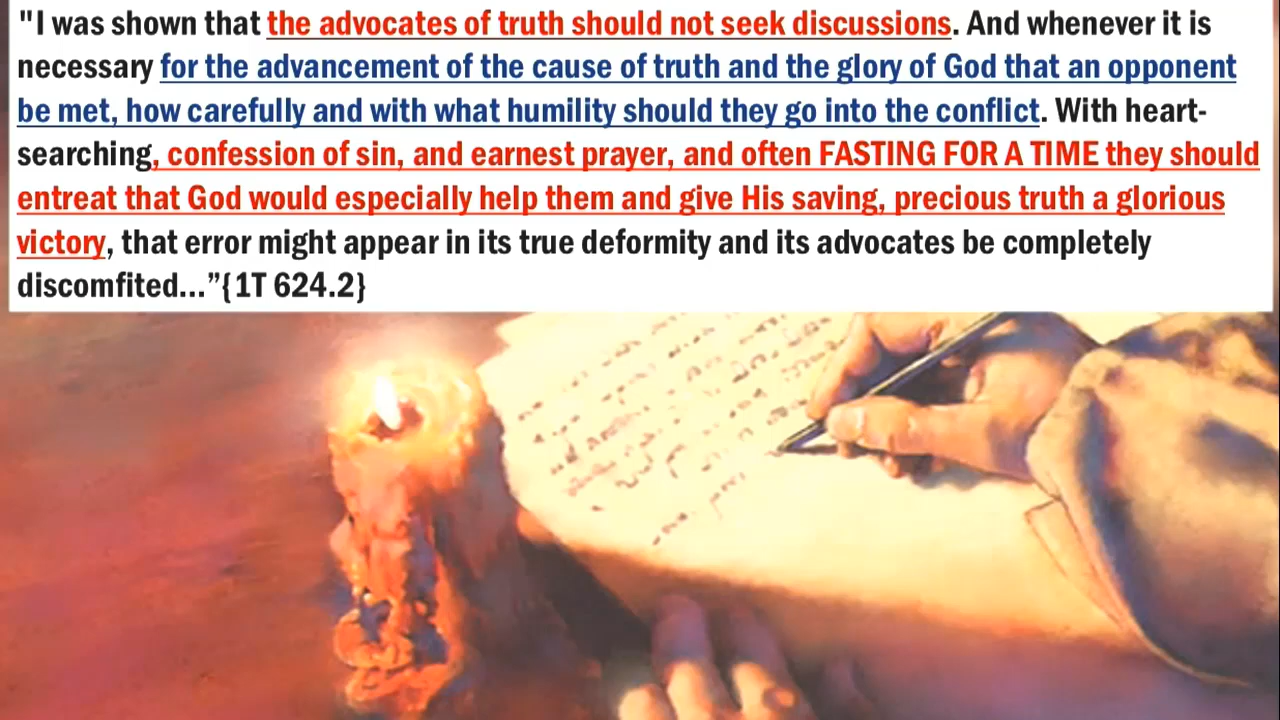 "I was shown that the advocates of truth should not seek discussions. And whenever it is
necessary for the advancement of the cause of truth and the glory of God that an opponent
be met, how carefully and with what humility should they go into the conflict. With heart-
searching, confession of sin, and earnest prayer, and often FASTING FOR A TIME they should
entreat that God would especially help them and give His saving, precious truth a glorious
victory, that error might appear in its true deformity and its advocates be completely
discomfited...”{1T 624.2}